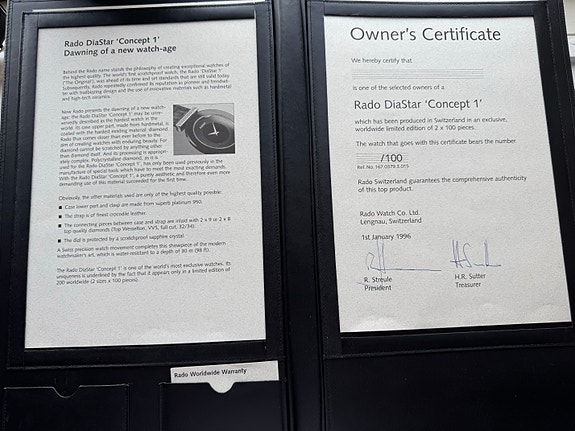 Rado DiaStar 'Concept 1'
Dawning of a new watch-age
Behind the Rado name stands the philosophy of creating exceptional watches of
the highest quality. The world's first scratchproof watch, the Rado 'DiaStar 1'
('The Original'), was ahead of its time and set standards that are still valid today.
Subsequently, Rado repeatedly confirmed its reputation as pioneer and trendsetter
with trailblazing design and the use of innovative materials such as hardmetal
and high-tech ceramics.
Now Rado presents the dawning of a new watch-
age: the Rado DiaStar 'Concept 1' may be unre-
servedly described as the hardest watch in the
world. Its case upper part, made from hardmetal, is
coated with the hardest existing material: diamond.
Rado thus comes closer than ever before to the
aim of creating watches with enduring beauty. For
diamond cannot be scratched by anything other
than diamond itself. And its processing is appropri-
ately complex. Polycrystalline diamond, as it is
used for the Rado DiaStar 'Concept 1', has only been used previously in the
manufacture of special tools which have to meet the most exacting demands.
With the Rado DiaStar 'Concept 1', a purely aesthetic and therefore even more
demanding use of this material succeeded for the first time.
Obviously, the other materials used are only of the highest quality possible:
■ Case lower part and clasp are made from superb platinum 950.
■ The strap is of finest crocodile leather.
■ The connecting pieces between case and strap are inlaid with 2 x 9 or 2 x 8
top quality diamonds (Top Wesselton, VVS, full cut, 32/34).
■ The dial is protected by a scratchproof sapphire crystal.
A Swiss precision watch movement completes this showpiece of the modern
watchmaker's art, which is water-resistant to a depth of 30 m (98 ft).
The Rado DiaStar 'Concept 1' is one of the world's most exclusive watches. Its
uniqueness is underlined by the fact that it appears only in a limited edition of
200 worldwide (2 sizes x 100 pieces).
Rado Worldwide Warranty
Owner's Certificate
We hereby certify that
is one of the selected owners of a
Rado DiaStar 'Concept 1'
which has been produced in Switzerland in an exclusive,
worldwide limited edition of 2 x 100 pieces.
The watch that goes with this certificate bears the number
/100
Ref. No. 167.0579.3.015
Rado Switzerland guarantees the comprehensive authenticity
of this top product.
Rado Watch Co. Ltd.
Lengnau, Switzerland
1st January 1996
R. Streule
President
H.R. Sutter
Treasurer